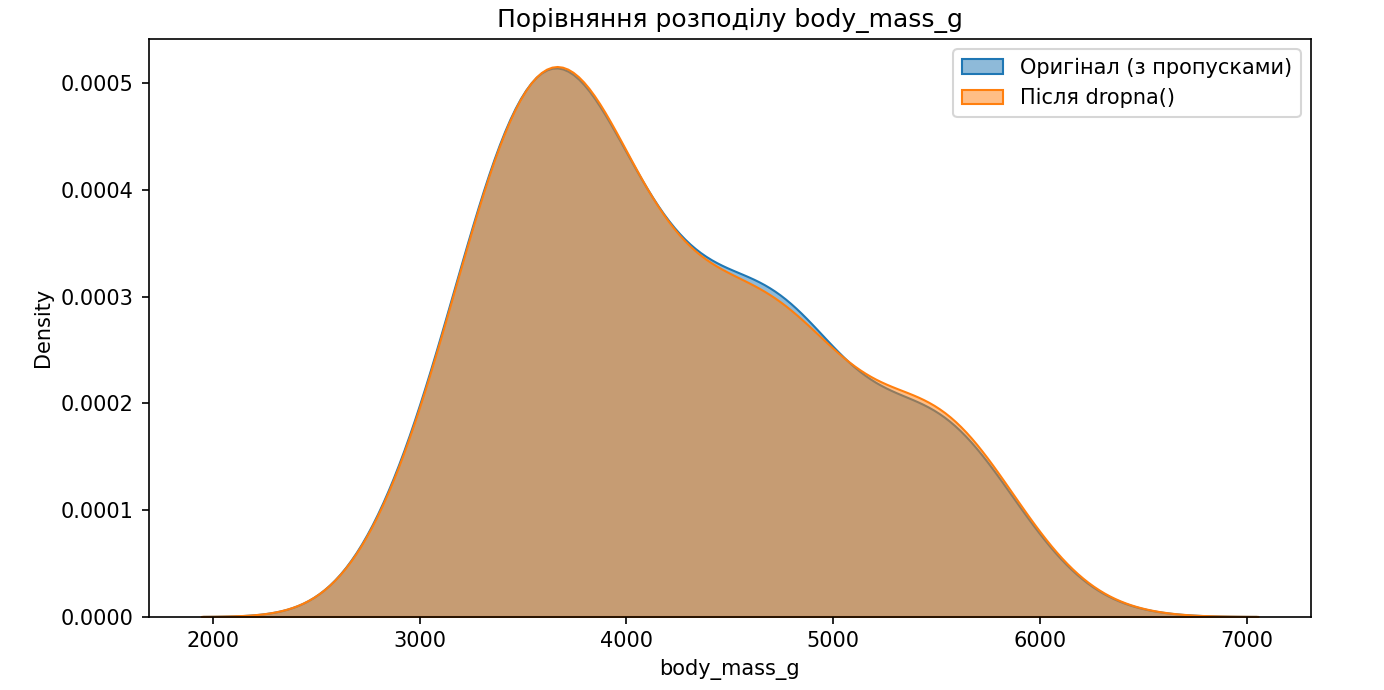 Порівняння розподілу body_mass_g
Оригінал (з пропусками)
Після dropna()
0.0005
0.0004
0.0003
0.0002
0.0001
0.0000
Density
2000 3000 4000 5000 6000 7000
body_mass_g